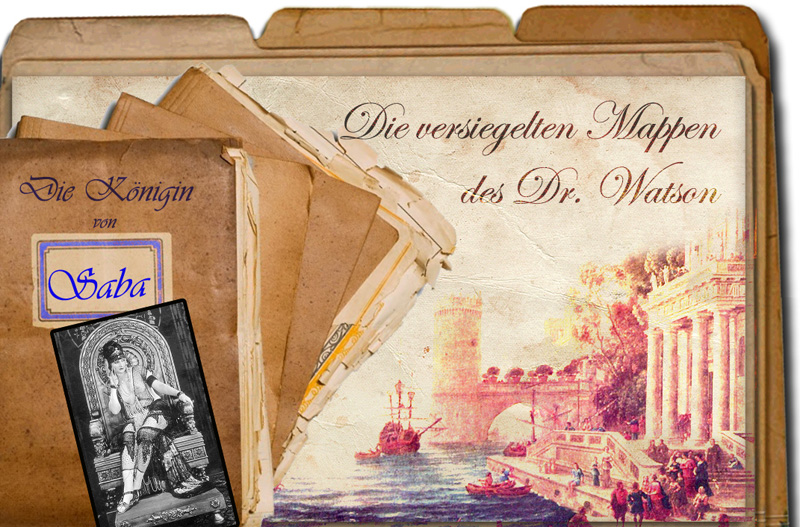 Die versiegelten Mappen
des Dr. Watson
Die Königin
von
Saba